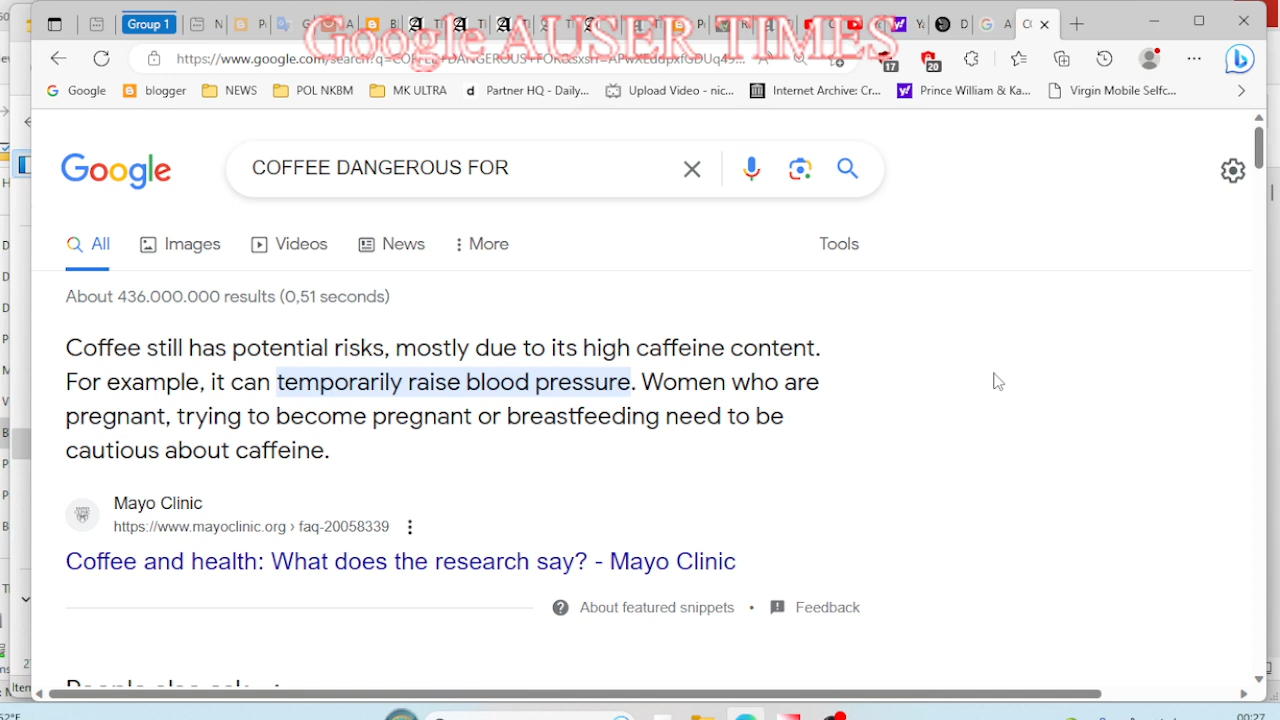 Group 1
Google AUSER TIMES
https://www.google.com/search?q=COFFEE+DANGEROUS+FOR
17
20
Google
blogger
NEWS
POL NKBM
MK ULTRA
Partner HQ - Daily...
Upload Video - nic...
Internet Archive: Cr...
Prince William & Ka...
Virgin Mobile Selfc...
Google
COFFEE DANGEROUS FOR
All
Images
Videos
News
More
Tools
About 436.000.000 results (0,51 seconds)
Coffee still has potential risks, mostly due to its high caffeine content.
For example, it can temporarily raise blood pressure. Women who are
pregnant, trying to become pregnant or breastfeeding need to be
cautious about caffeine.
Mayo Clinic
https://www.mayoclinic.org › faq-20058339
Coffee and health: What does the research say? - Mayo Clinic
About featured snippets
•
Feedback
00:27